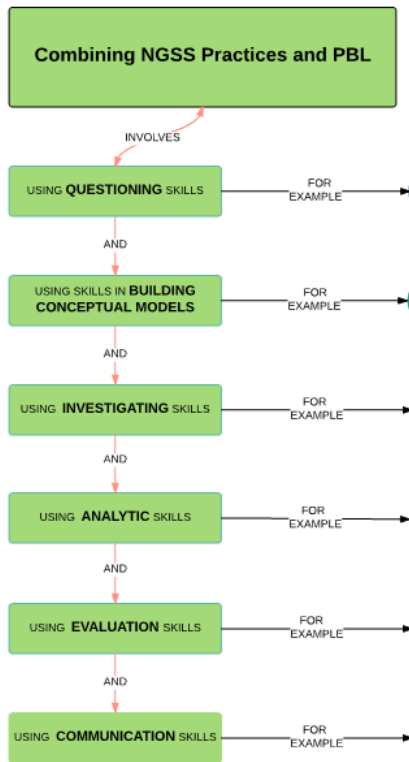 Combining NGSS Practices and PBL
INVOLVES
USING QUESTIONING SKILLS
FOR
EXAMPLE
AND
USING SKILLS IN BUILDING
CONCEPTUAL MODELS
FOR
EXAMPLE
AND
USING INVESTIGATING SKILLS
FOR
EXAMPLE
AND
USING ANALYTIC SKILLS
FOR
EXAMPLE
AND
USING EVALUATION SKILLS
FOR
EXAMPLE
AND
USING COMMUNICATION SKILLS
FOR
EXAMPLE